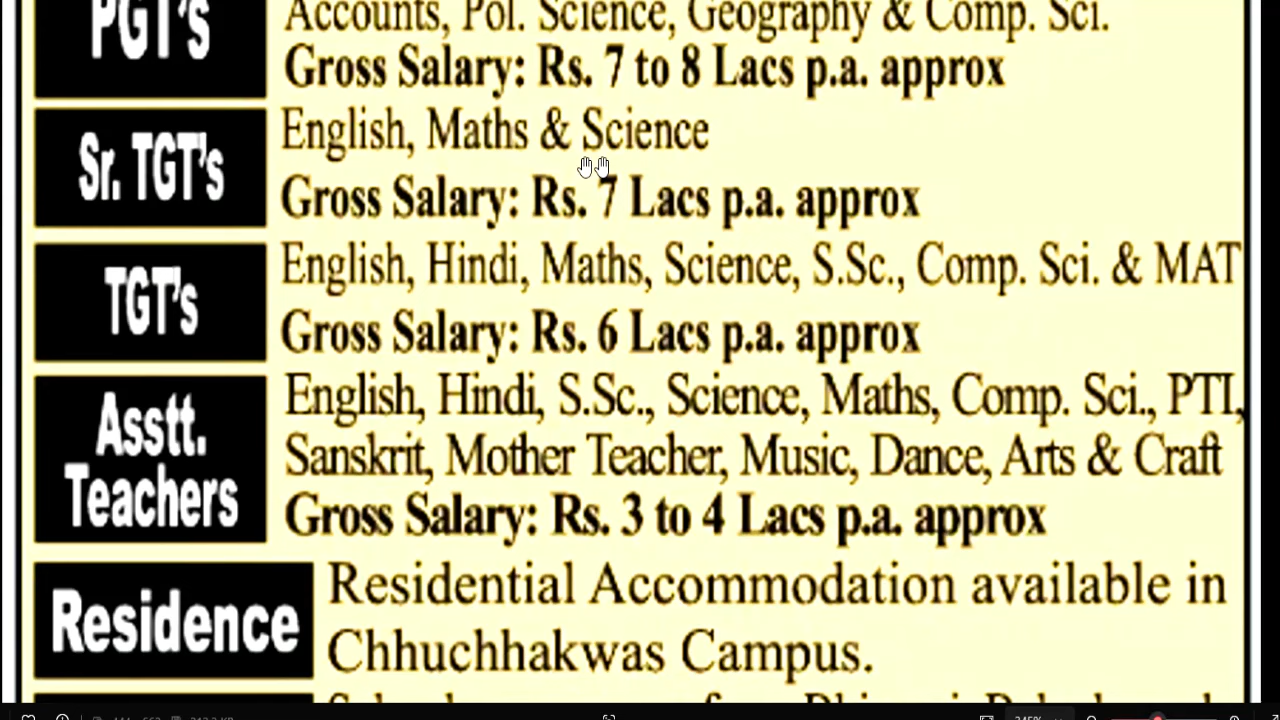 PGT's
Accounts, Pol. Science, Geography & Comp. Sci.
Gross Salary: Rs. 7 to 8 Lacs p.a. approx
Sr. TGT's
English, Maths & Science
Gross Salary: Rs. 7 Lacs p.a. approx
TGT's
English, Hindi, Maths, Science, S.Sc., Comp. Sci. & MAT
Gross Salary: Rs. 6 Lacs p.a. approx
Asstt.
Teachers
English, Hindi, S.Sc., Science, Maths, Comp. Sci., PTI,
Sanskrit, Mother Teacher, Music, Dance, Arts & Craft
Gross Salary: Rs. 3 to 4 Lacs p.a. approx
Residence
Residential Accommodation available in
Chhuchhakwas Campus.